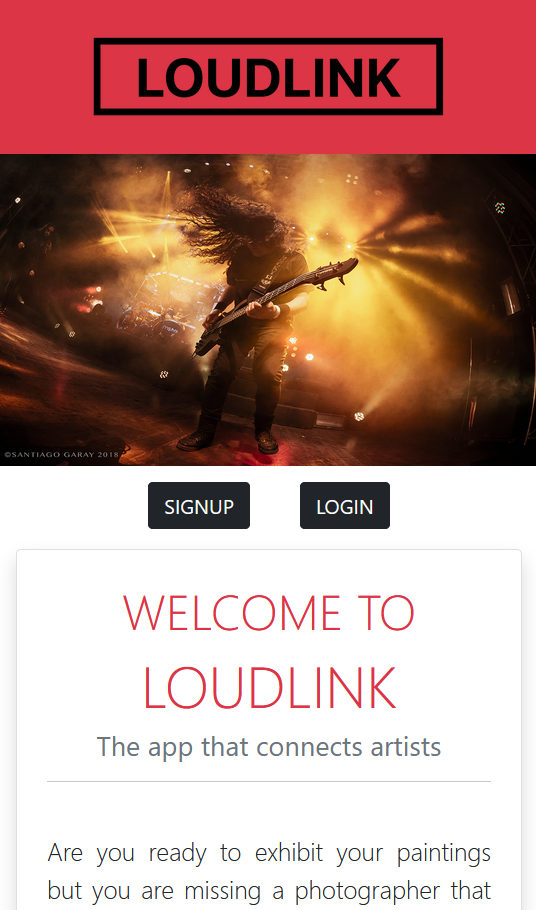 LOUDLINK
©SANTIAGO GARAY 2018
SIGNUP
LOGIN
WELCOME TO
LOUDLINK
The app that connects artists
Are you ready to exhibit your paintings
but you are missing a photographer that